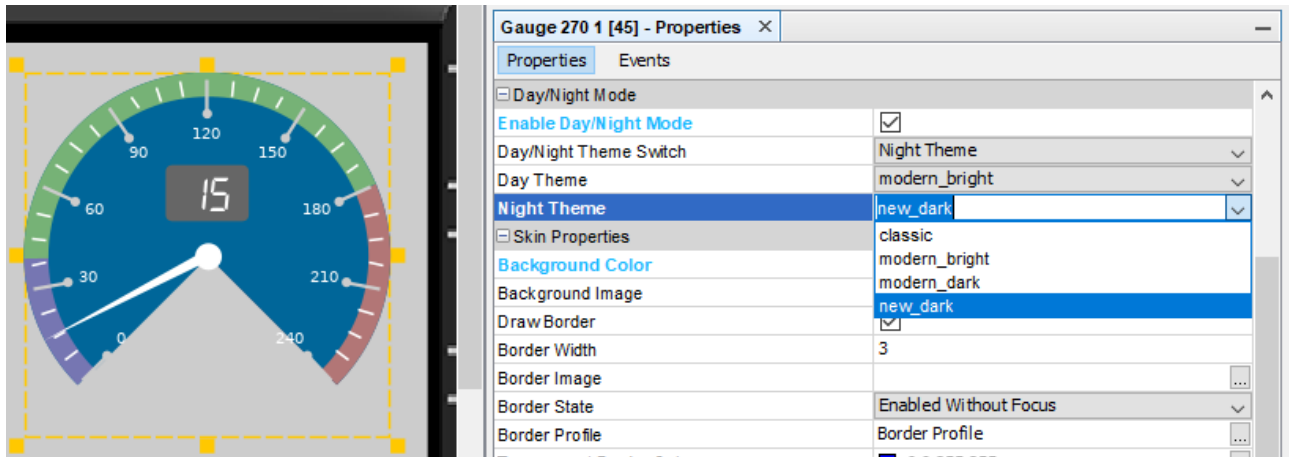 120
90
150
15
60
180
30
210
0
240
Gauge 270 1 [45] - Properties
Properties Events
Day/Night Mode
Enable Day/Night Mode
Day/Night Theme Switch Night Theme
Day Theme modern_bright
Night Theme new_dark
classic
modern_bright
modern_dark
new_dark
Skin Properties
Background Color
Background Image
Draw Border
Border Width 3
Border Image ...
Border State Enabled Without Focus
Border Profile Border Profile ...